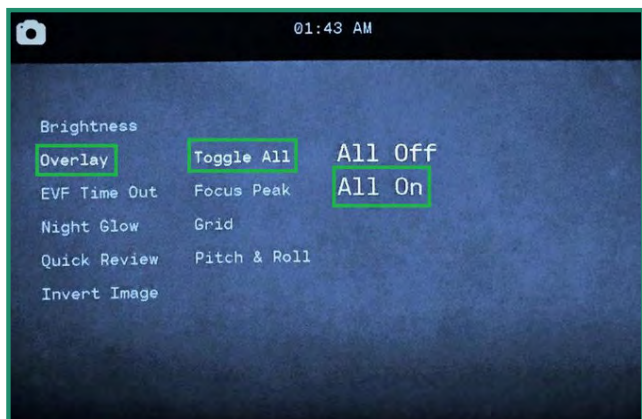 01:43 AM
Brightness
Overlay
EVF Time Out
Night Glow
Quick Review
Invert Image
Toggle All
Focus Peak
Grid
Pitch & Roll
All Off
All On